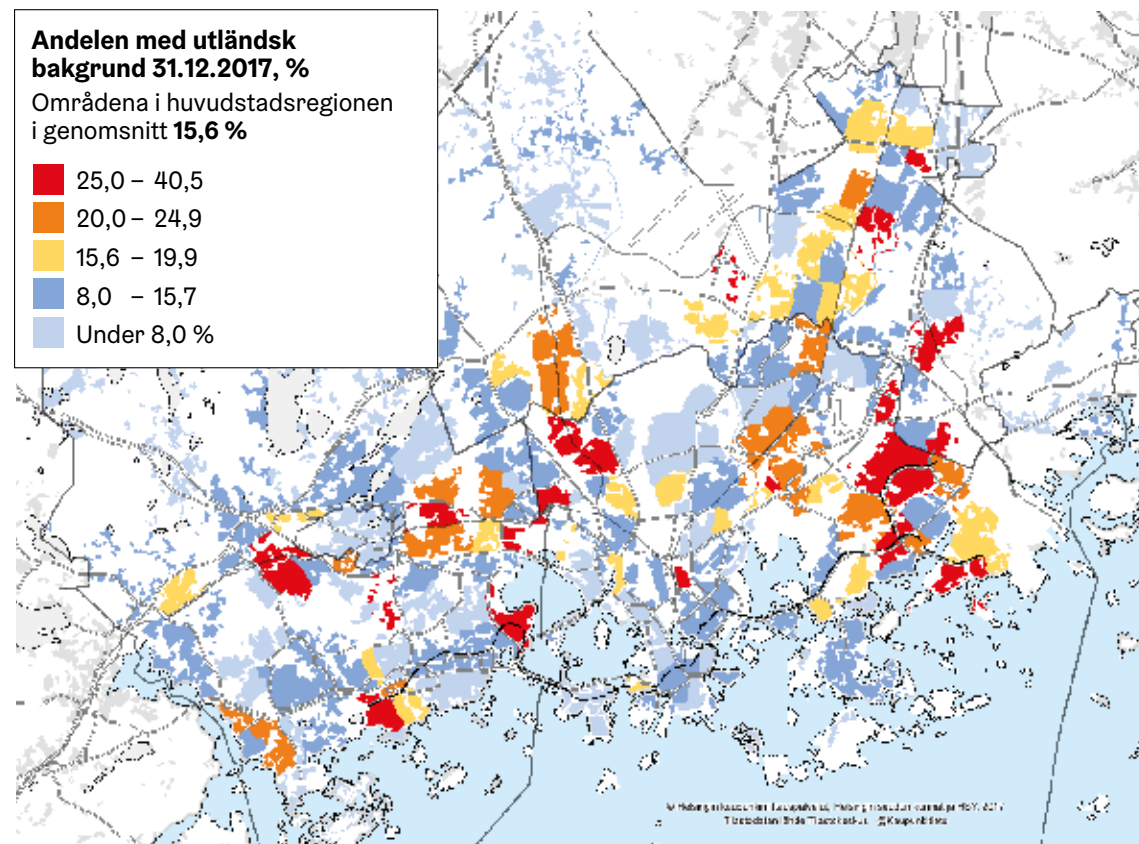 Andelen med utländsk
bakgrund 31.12.2017, %
Områdena i huvudstadsregionen
i genomsnitt 15,6 %
25,0 – 40,5
20,0 – 24,9
15,6 – 19,9
8,0 – 15,7
Under 8,0 %